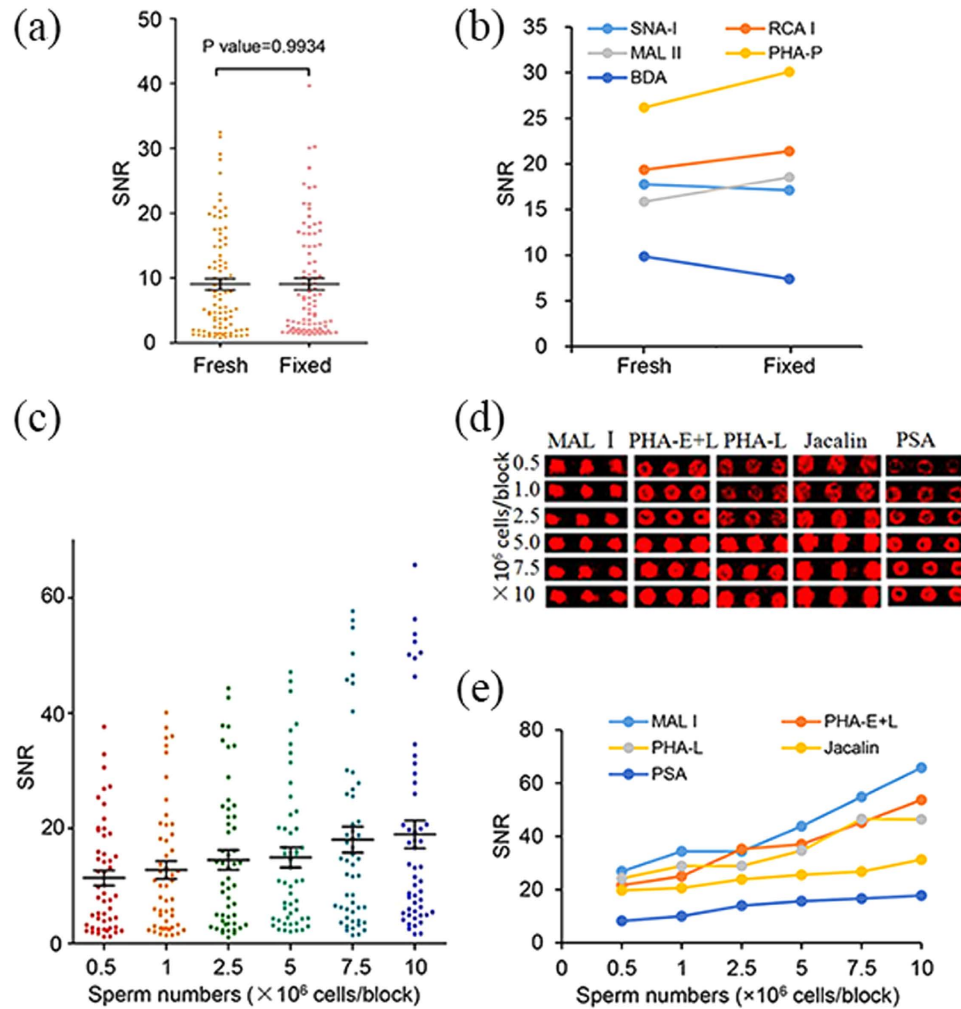 (a)
50
40
30
20
10
0
SNR
P value=0.9934
Fresh Fixed
(b)
35
30
25
20
15
10
5
0
SNR
SNA-I RCA I
MAL II PHA-P
BDA
Fresh Fixed
(c)
60
40
20
0
SNR
0.5 1 2.5 5 7.5 10
Sperm numbers (×10⁶ cells/block)
(d)
MAL I PHA-E+L PHA-L Jacalin PSA
0.5
1.0
2.5
5.0
7.5
10
×10⁶ cells/block
(e)
80
60
40
20
0
SNR
MAL I PHA-E+L
PHA-L Jacalin
PSA
0 0.5 1 2.5 5 7.5 10
Sperm numbers (×10⁶ cells/block)